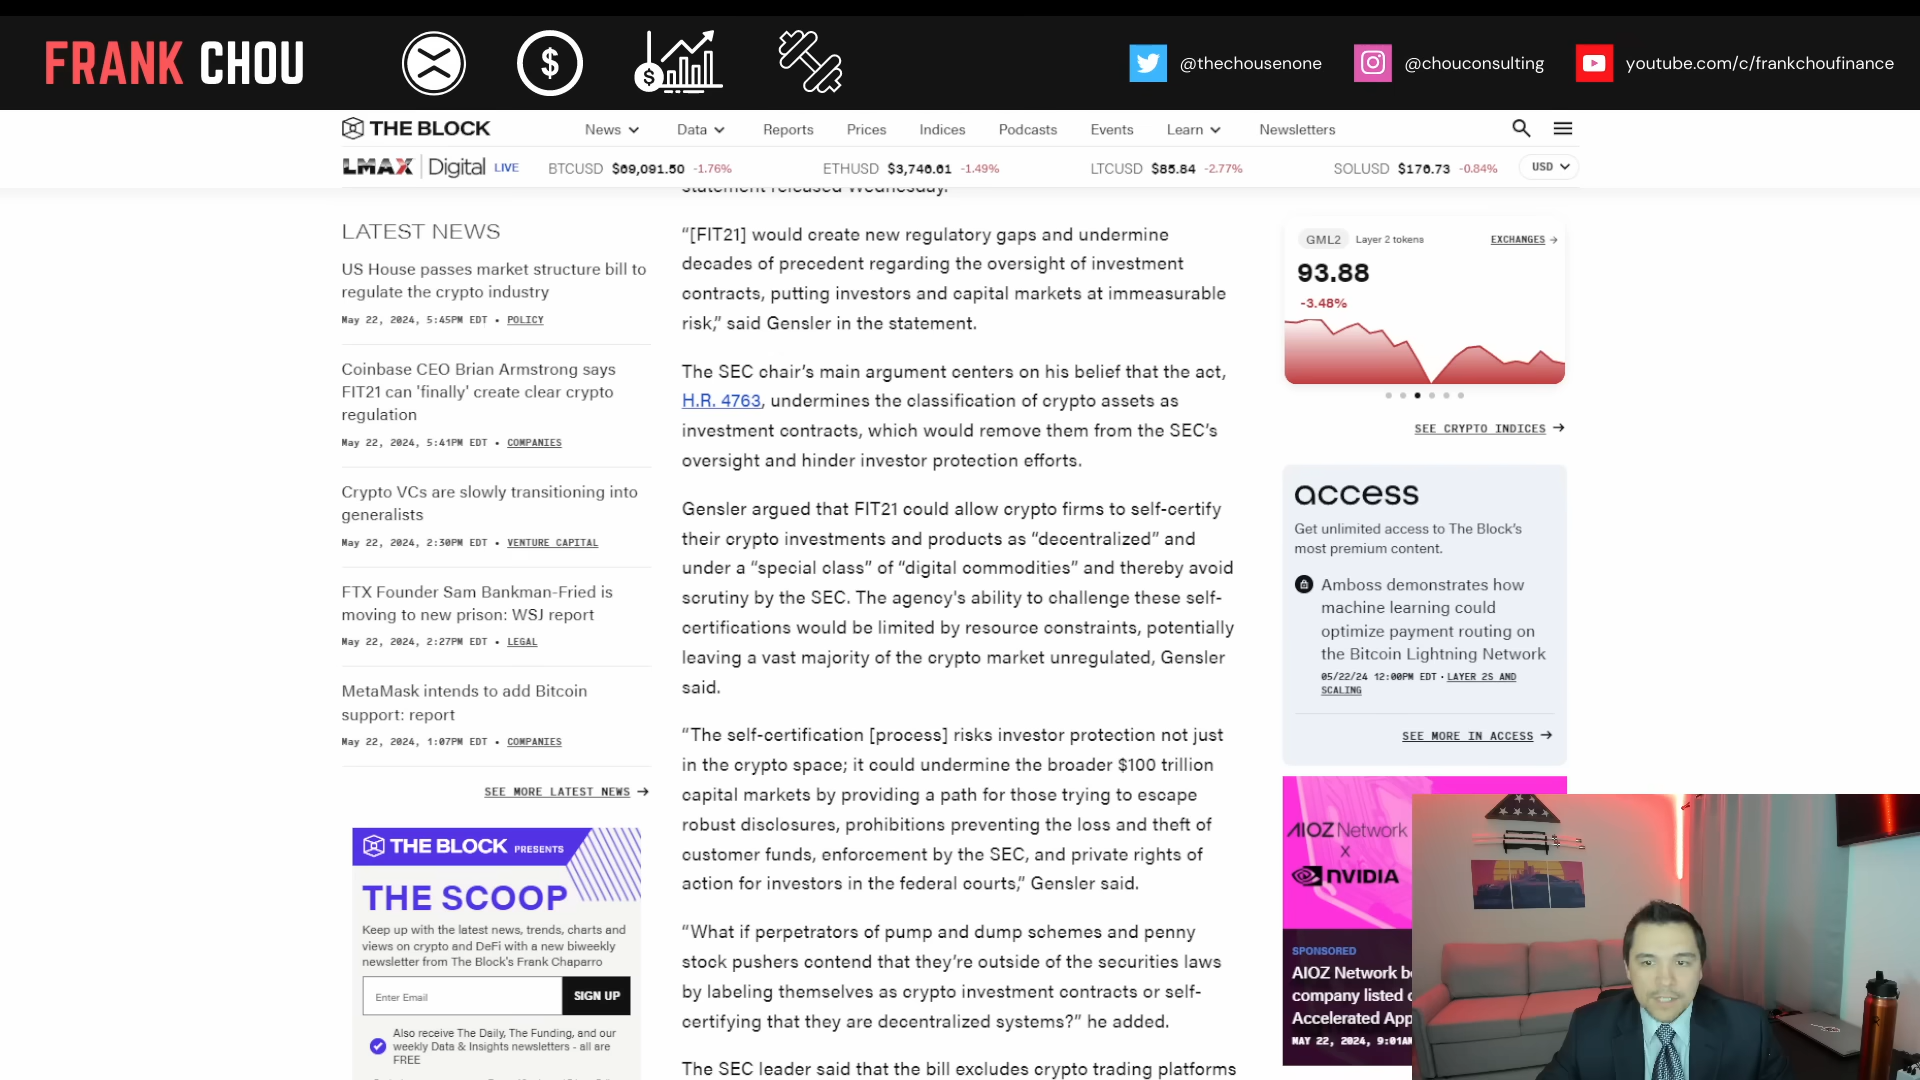 FRANK CHOU
@thechousenone
@chouconsulting
youtube.com/c/frankchoufinance
THE BLOCK
News
Data
Reports
Prices
Indices
Podcasts
Events
Learn
Newsletters
LMAX Digital LIVE
BTCUSD $69,091.50 -1.76%
ETHUSD $3,746.61 -1.49%
LTCUSD $85.84 -2.77%
SOLUSD $176.73 -0.84%
USD
LATEST NEWS
US House passes market structure bill to
regulate the crypto industry
May 22, 2024, 5:45PM EDT • POLICY
Coinbase CEO Brian Armstrong says
FIT21 can 'finally' create clear crypto
regulation
May 22, 2024, 5:41PM EDT • COMPANIES
Crypto VCs are slowly transitioning into
generalists
May 22, 2024, 2:30PM EDT • VENTURE CAPITAL
FTX Founder Sam Bankman-Fried is
moving to new prison: WSJ report
May 22, 2024, 2:27PM EDT • LEGAL
MetaMask intends to add Bitcoin
support: report
May 22, 2024, 1:07PM EDT • COMPANIES
SEE MORE LATEST NEWS →
THE BLOCK PRESENTS
THE SCOOP
Keep up with the latest news, trends, charts and
views on crypto and DeFi with a new biweekly
newsletter from The Block's Frank Chaparro
Enter Email
SIGN UP
Also receive The Daily, The Funding, and our
weekly Data & Insights newsletters - all are
FREE
statement released Wednesday.
“[FIT21] would create new regulatory gaps and undermine
decades of precedent regarding the oversight of investment
contracts, putting investors and capital markets at immeasurable
risk,” said Gensler in the statement.
The SEC chair’s main argument centers on his belief that the act,
H.R. 4763, undermines the classification of crypto assets as
investment contracts, which would remove them from the SEC’s
oversight and hinder investor protection efforts.
Gensler argued that FIT21 could allow crypto firms to self-certify
their crypto investments and products as “decentralized” and
under a “special class” of “digital commodities” and thereby avoid
scrutiny by the SEC. The agency's ability to challenge these self-
certifications would be limited by resource constraints, potentially
leaving a vast majority of the crypto market unregulated, Gensler
said.
“The self-certification [process] risks investor protection not just
in the crypto space; it could undermine the broader $100 trillion
capital markets by providing a path for those trying to escape
robust disclosures, prohibitions preventing the loss and theft of
customer funds, enforcement by the SEC, and private rights of
action for investors in the federal courts,” Gensler said.
“What if perpetrators of pump and dump schemes and penny
stock pushers contend that they’re outside of the securities laws
by labeling themselves as crypto investment contracts or self-
certifying that they are decentralized systems?” he added.
The SEC leader said that the bill excludes crypto trading platforms
GML2 Layer 2 tokens
EXCHANGES →
93.88
-3.48%
SEE CRYPTO INDICES →
access
Get unlimited access to The Block’s
most premium content.
Amboss demonstrates how
machine learning could
optimize payment routing on
the Bitcoin Lightning Network
05/22/24 12:00PM EDT • LAYER 2S AND
SCALING
SEE MORE IN ACCESS →
AIOZ Network
X
NVIDIA
SPONSORED
AIOZ Network
company listed
Accelerated App
MAY 22, 2024, 9:01AM